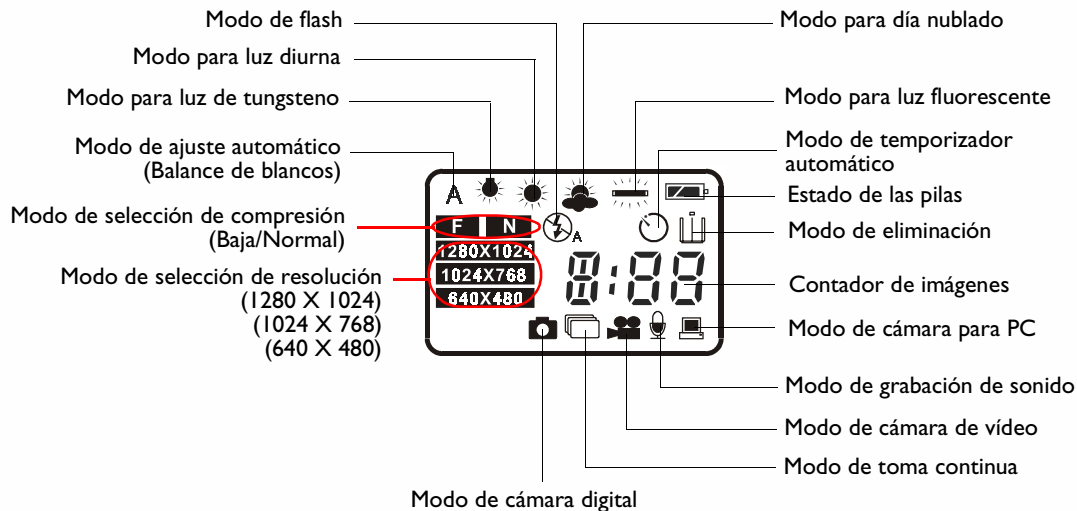 Modo de flash
Modo para luz diurna
Modo para luz de tungsteno
Modo de ajuste automático
(Balance de blancos)
Modo de selección de compresión
(Baja/Normal)
Modo de selección de resolución
(1280 X 1024)
(1024 X 768)
(640 X 480)
A
F N
A
1280X1024
1024X768
640X480
8:88
Modo para día nublado
Modo para luz fluorescente
Modo de temporizador
automático
Estado de las pilas
Modo de eliminación
Contador de imágenes
Modo de cámara para PC
Modo de grabación de sonido
Modo de cámara de vídeo
Modo de toma continua
Modo de cámara digital